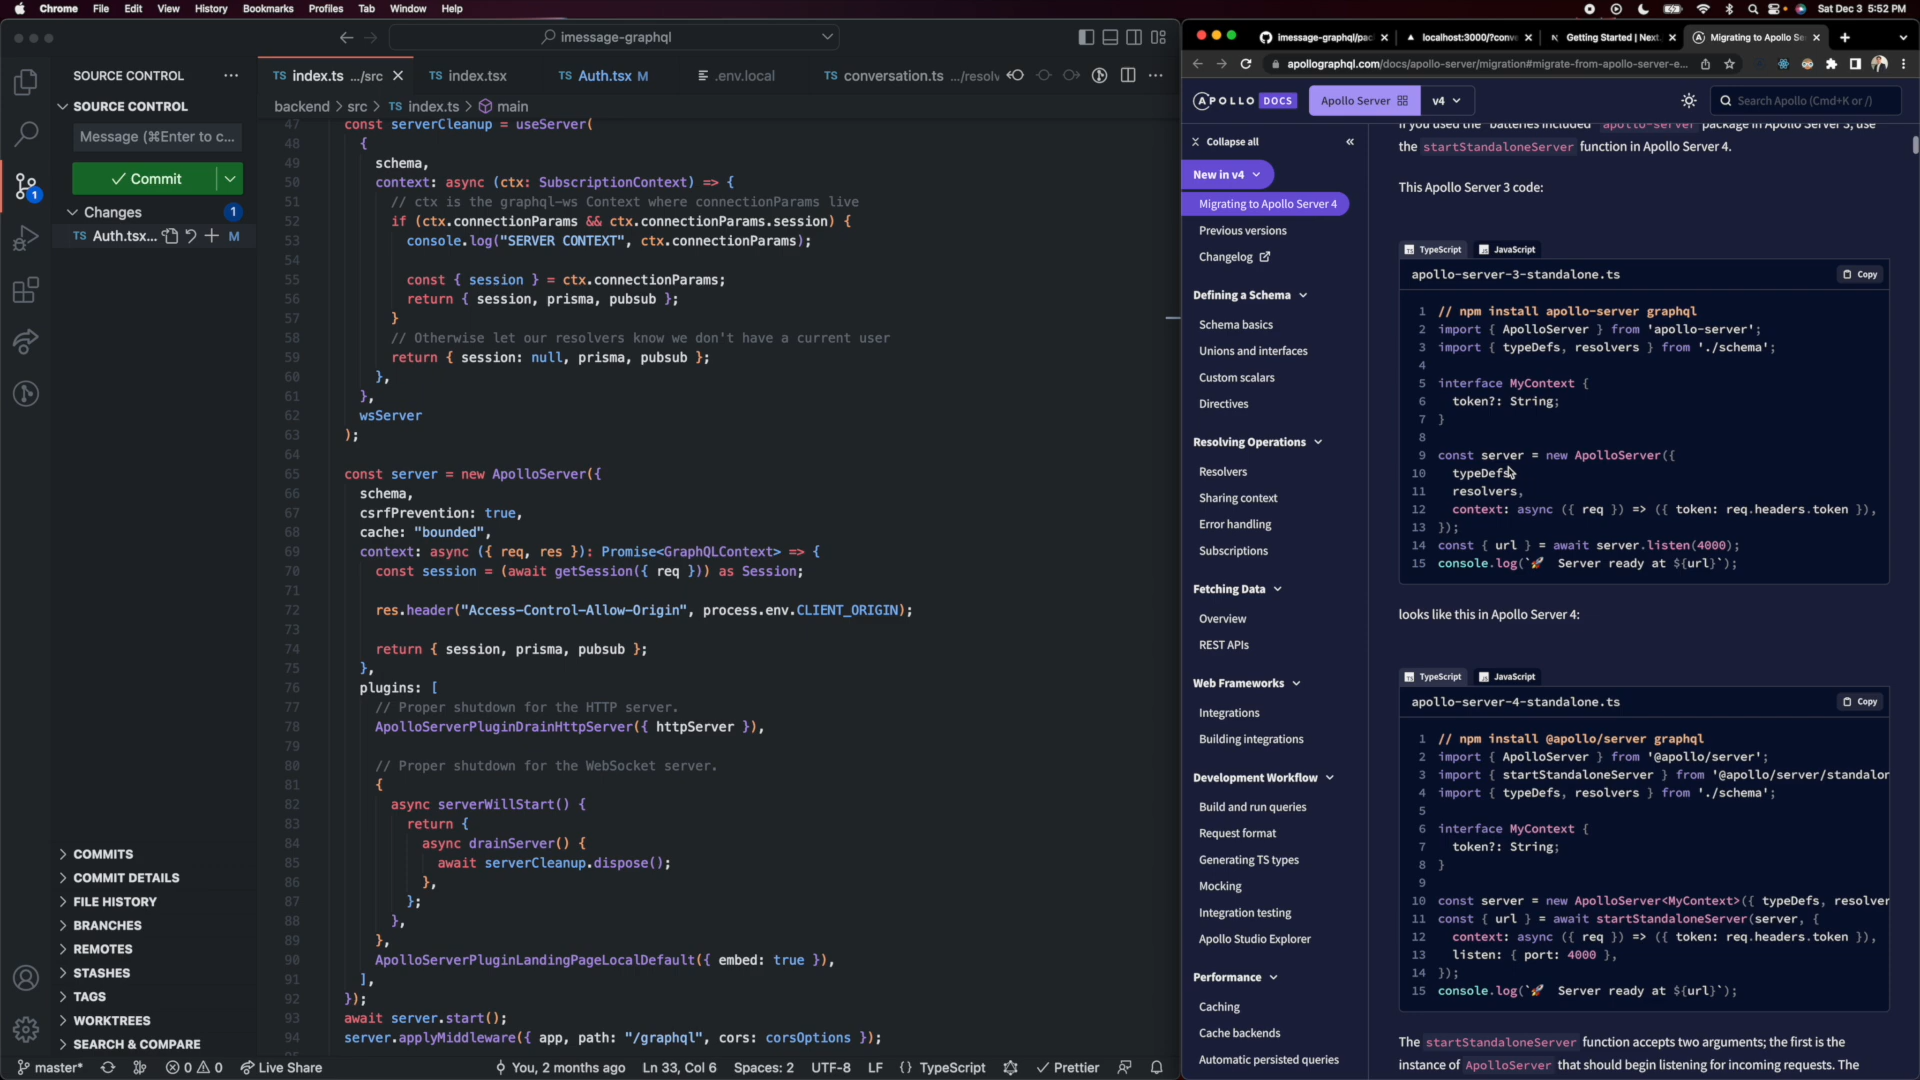 Chrome File Edit View History Bookmarks Profiles Tab Window Help
Sat Dec 3 5:52 PM
imessage-graphql
SOURCE CONTROL
SOURCE CONTROL
Message (⌘Enter to c...
Commit
Changes 1
TS Auth.tsx... M
COMMITS
COMMIT DETAILS
FILE HISTORY
BRANCHES
REMOTES
STASHES
TAGS
WORKTREES
SEARCH & COMPARE
TS index.ts .../src TS index.tsx TS Auth.tsx M .env.local TS conversation.ts .../resolv
backend > src > TS index.ts > main
47 const serverCleanup = useServer(
48 {
49 schema,
50 context: async (ctx: SubscriptionContext) => {
51 // ctx is the graphql-ws Context where connectionParams live
52 if (ctx.connectionParams && ctx.connectionParams.session) {
53 console.log("SERVER CONTEXT", ctx.connectionParams);
54
55 const { session } = ctx.connectionParams;
56 return { session, prisma, pubsub };
57 }
58 // Otherwise let our resolvers know we don't have a current user
59 return { session: null, prisma, pubsub };
60 },
61 },
62 wsServer
63 );
64
65 const server = new ApolloServer({
66 schema,
67 csrfPrevention: true,
68 cache: "bounded",
69 context: async ({ req, res }): Promise<GraphQLContext> => {
70 const session = (await getSession({ req })) as Session;
71
72 res.header("Access-Control-Allow-Origin", process.env.CLIENT_ORIGIN);
73
74 return { session, prisma, pubsub };
75 },
76 plugins: [
77 // Proper shutdown for the HTTP server.
78 ApolloServerPluginDrainHttpServer({ httpServer }),
79
80 // Proper shutdown for the WebSocket server.
81 {
82 async serverWillStart() {
83 return {
84 async drainServer() {
85 await serverCleanup.dispose();
86 },
87 };
88 },
89 },
90 ApolloServerPluginLandingPageLocalDefault({ embed: true }),
91 ],
92 });
93 await server.start();
94 server.applyMiddleware({ app, path: "/graphql", cors: corsOptions });
master* 0 0 Live Share You, 2 months ago Ln 33, Col 6 Spaces: 2 UTF-8 LF {} TypeScript Prettier
imessage-graphql/pac localhost:3000/?conv Getting Started | Next. Migrating to Apollo Se
apollographql.com/docs/apollo-server/migration#migrate-from-apollo-server-e...
APOLLO DOCS Apollo Server v4 Search Apollo (Cmd+K or /)
Collapse all
New in v4
Migrating to Apollo Server 4
Previous versions
Changelog
Defining a Schema
Schema basics
Unions and interfaces
Custom scalars
Directives
Resolving Operations
Resolvers
Sharing context
Error handling
Subscriptions
Fetching Data
Overview
REST APIs
Web Frameworks
Integrations
Building integrations
Development Workflow
Build and run queries
Request format
Generating TS types
Mocking
Integration testing
Apollo Studio Explorer
Performance
Caching
Cache backends
Automatic persisted queries
If you used the "batteries included" apollo-server package in Apollo Server 3, use
the startStandaloneServer function in Apollo Server 4.
This Apollo Server 3 code:
TypeScript JavaScript
apollo-server-3-standalone.ts Copy
1 // npm install apollo-server graphql
2 import { ApolloServer } from 'apollo-server';
3 import { typeDefs, resolvers } from './schema';
4
5 interface MyContext {
6 token?: String;
7 }
8
9 const server = new ApolloServer({
10 typeDefs
11 resolvers,
12 context: async ({ req }) => ({ token: req.headers.token }),
13 });
14 const { url } = await server.listen(4000);
15 console.log(`🚀 Server ready at ${url}`);
looks like this in Apollo Server 4:
TypeScript JavaScript
apollo-server-4-standalone.ts Copy
1 // npm install @apollo/server graphql
2 import { ApolloServer } from '@apollo/server';
3 import { startStandaloneServer } from '@apollo/server/standalon
4 import { typeDefs, resolvers } from './schema';
5
6 interface MyContext {
7 token?: String;
8 }
9
10 const server = new ApolloServer<MyContext>({ typeDefs, resolver
11 const { url } = await startStandaloneServer(server, {
12 context: async ({ req }) => ({ token: req.headers.token }),
13 listen: { port: 4000 },
14 });
15 console.log(`🚀 Server ready at ${url}`);
The startStandaloneServer function accepts two arguments; the first is the
instance of ApolloServer that should begin listening for incoming requests. The